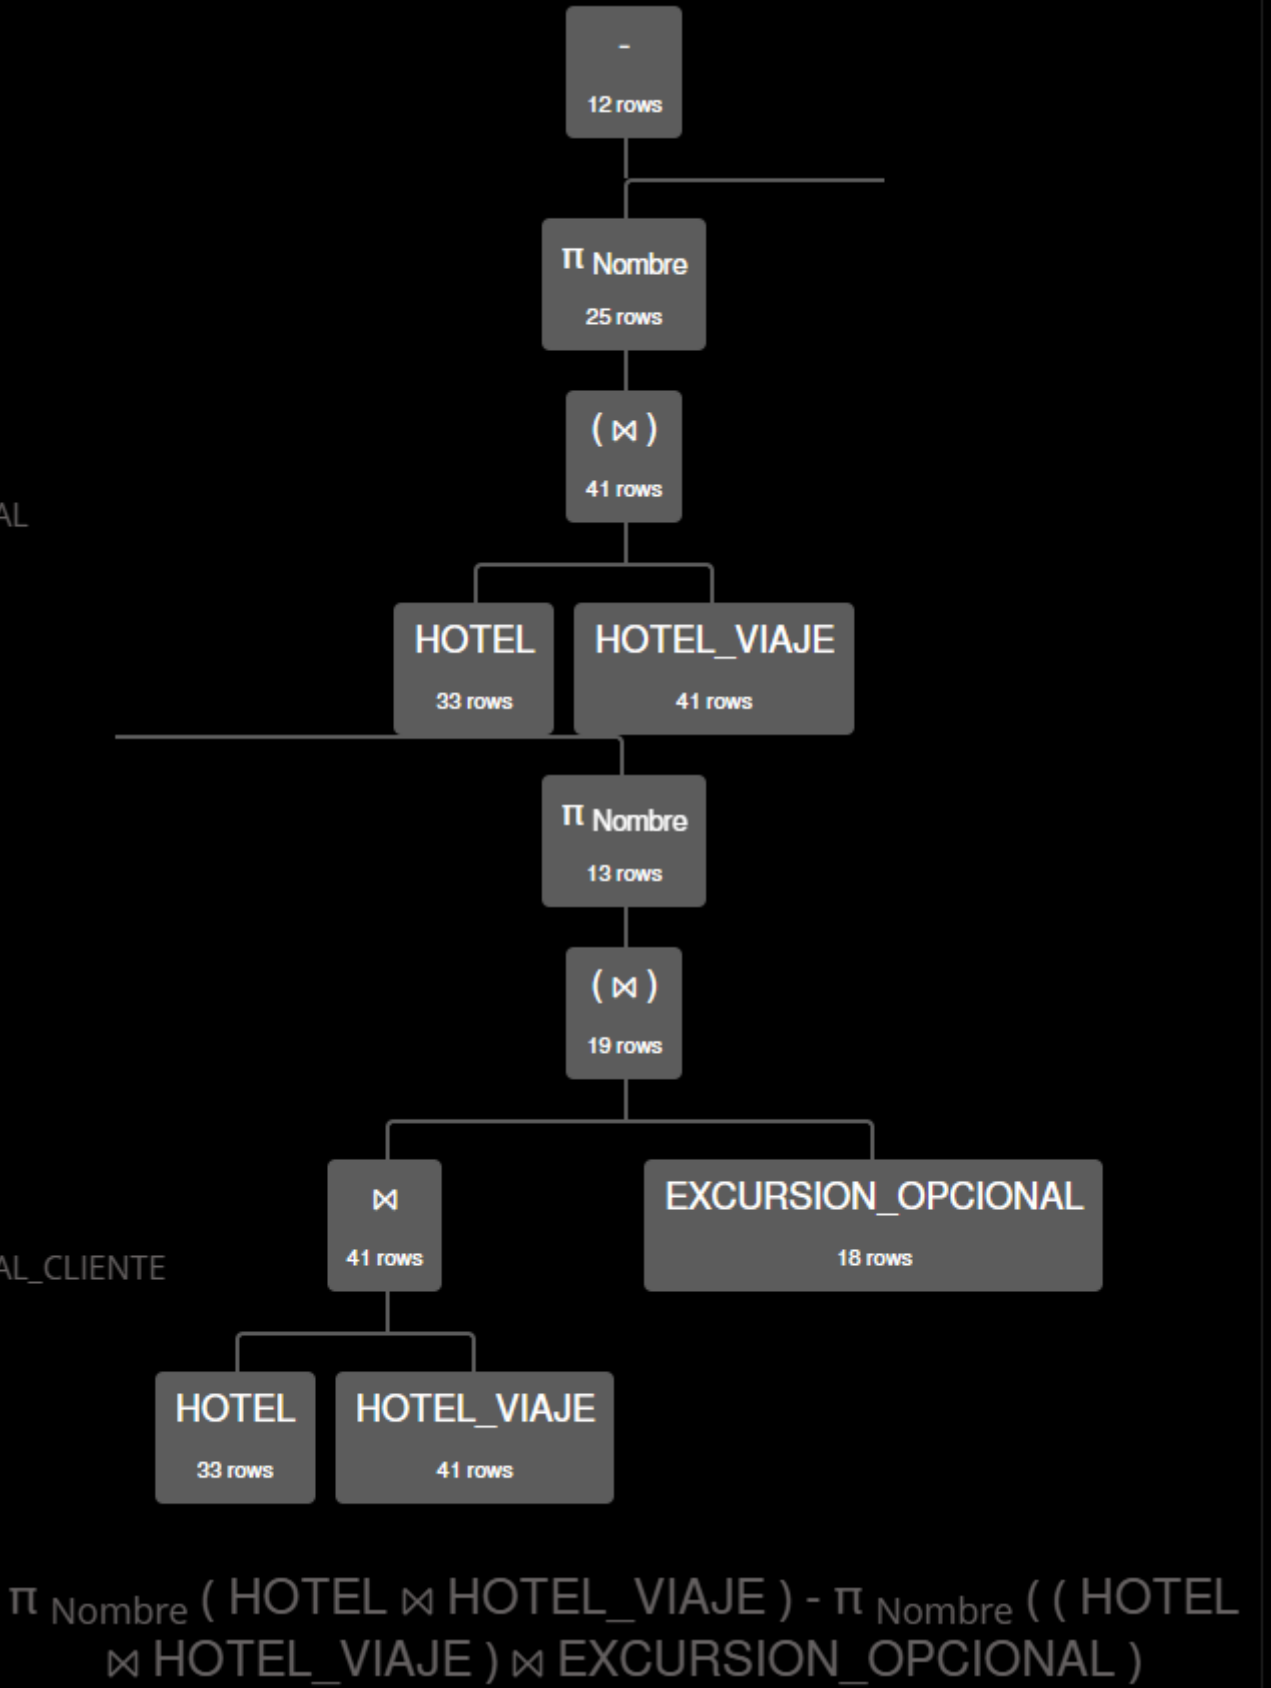 -
12 rows
π Nombre
25 rows
( ⋈ )
41 rows
AL
HOTEL
33 rows
HOTEL_VIAJE
41 rows
π Nombre
13 rows
( ⋈ )
19 rows
⋈
41 rows
EXCURSION_OPCIONAL
18 rows
AL_CLIENTE
HOTEL
33 rows
HOTEL_VIAJE
41 rows
π Nombre ( HOTEL ⋈ HOTEL_VIAJE ) - π Nombre ( ( HOTEL
⋈ HOTEL_VIAJE ) ⋈ EXCURSION_OPCIONAL )